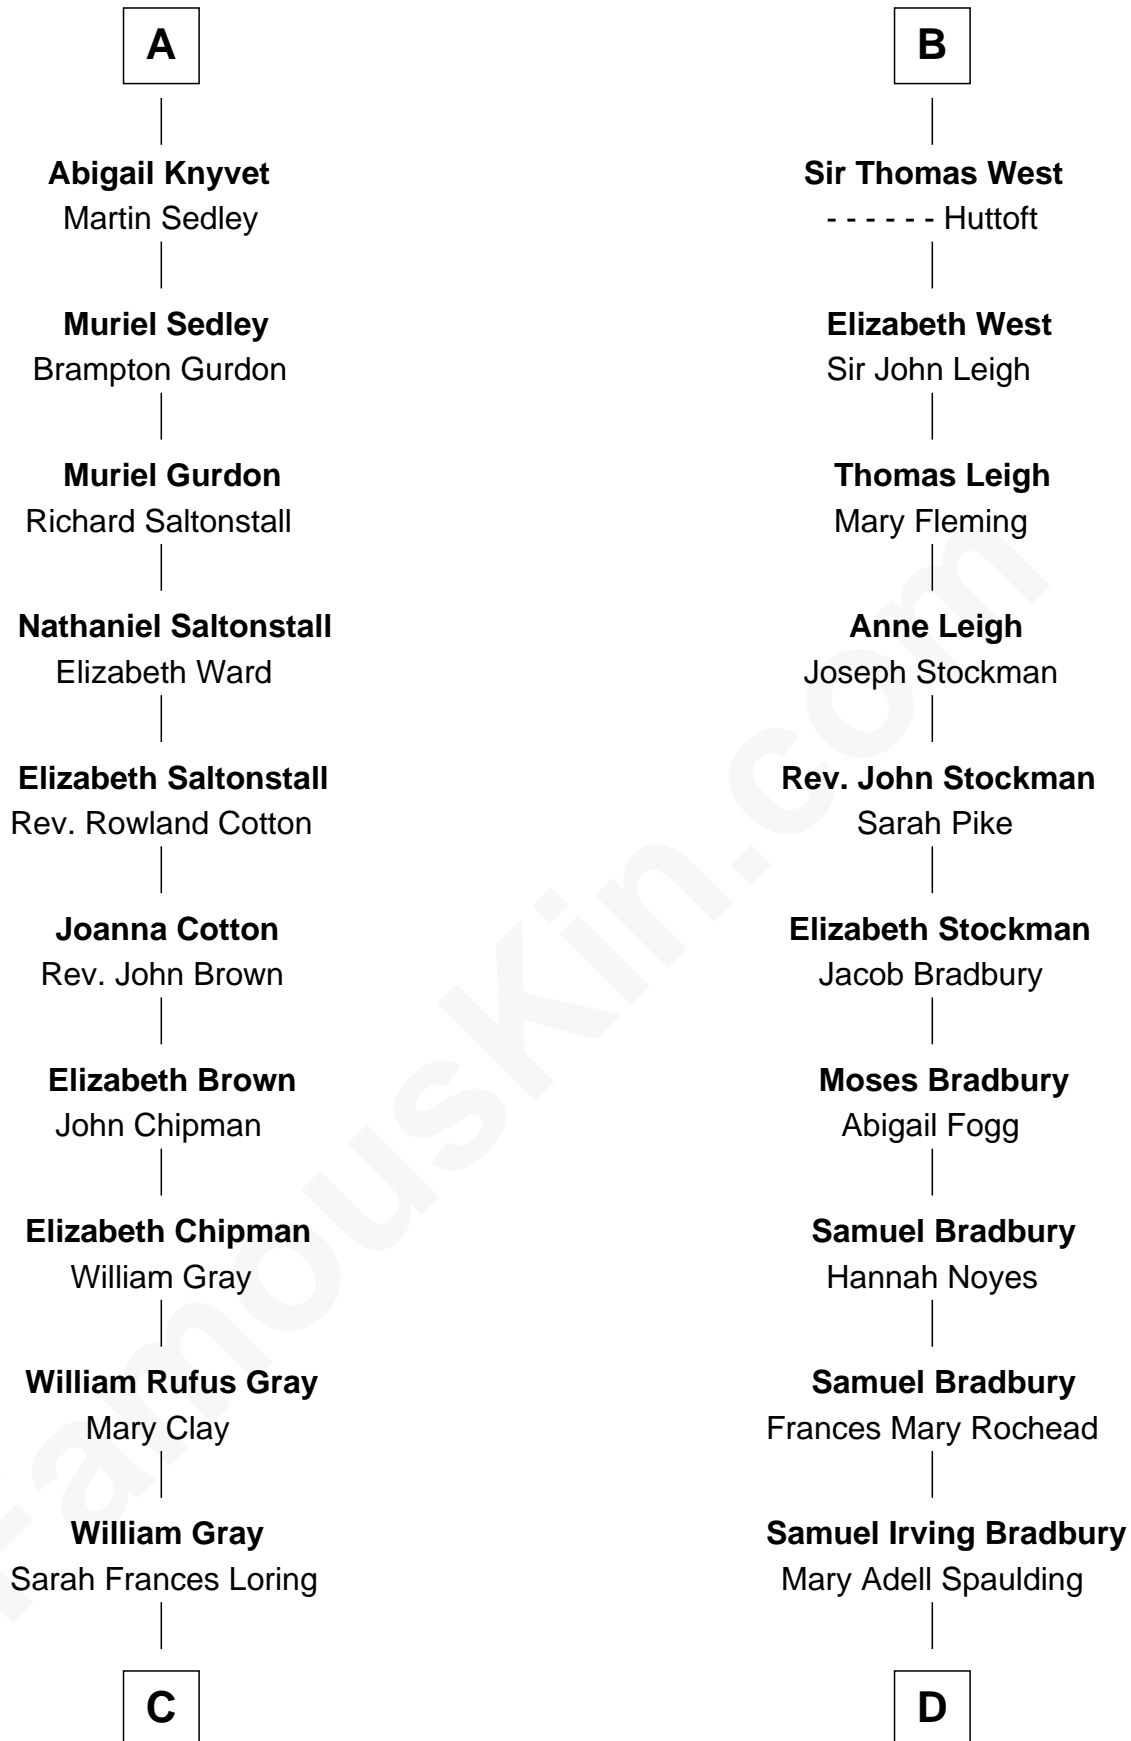 A
Abigail Knyvet
Martin Sedley
Muriel Sedley
Brampton Gurdon
Muriel Gurdon
Richard Saltonstall
Nathaniel Saltonstall
Elizabeth Ward
Elizabeth Saltonstall
Rev. Rowland Cotton
Joanna Cotton
Rev. John Brown
Elizabeth Brown
John Chipman
Elizabeth Chipman
William Gray
William Rufus Gray
Mary Clay
William Gray
Sarah Frances Loring
C
B
Sir Thomas West
- - - - - - Huttoft
Elizabeth West
Sir John Leigh
Thomas Leigh
Mary Fleming
Anne Leigh
Joseph Stockman
Rev. John Stockman
Sarah Pike
Elizabeth Stockman
Jacob Bradbury
Moses Bradbury
Abigail Fogg
Samuel Bradbury
Hannah Noyes
Samuel Bradbury
Frances Mary Rochead
Samuel Irving Bradbury
Mary Adell Spaulding
D
FamousKin.com